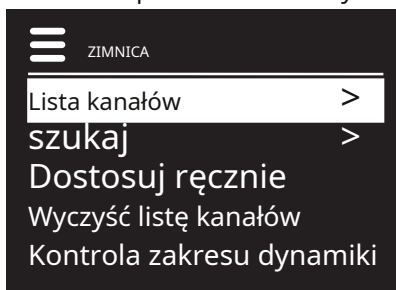 ZIMNICA
Lista kanałów >
szukaj >
Dostosuj ręcznie
Wyczyść listę kanałów
Kontrola zakresu dynamiki